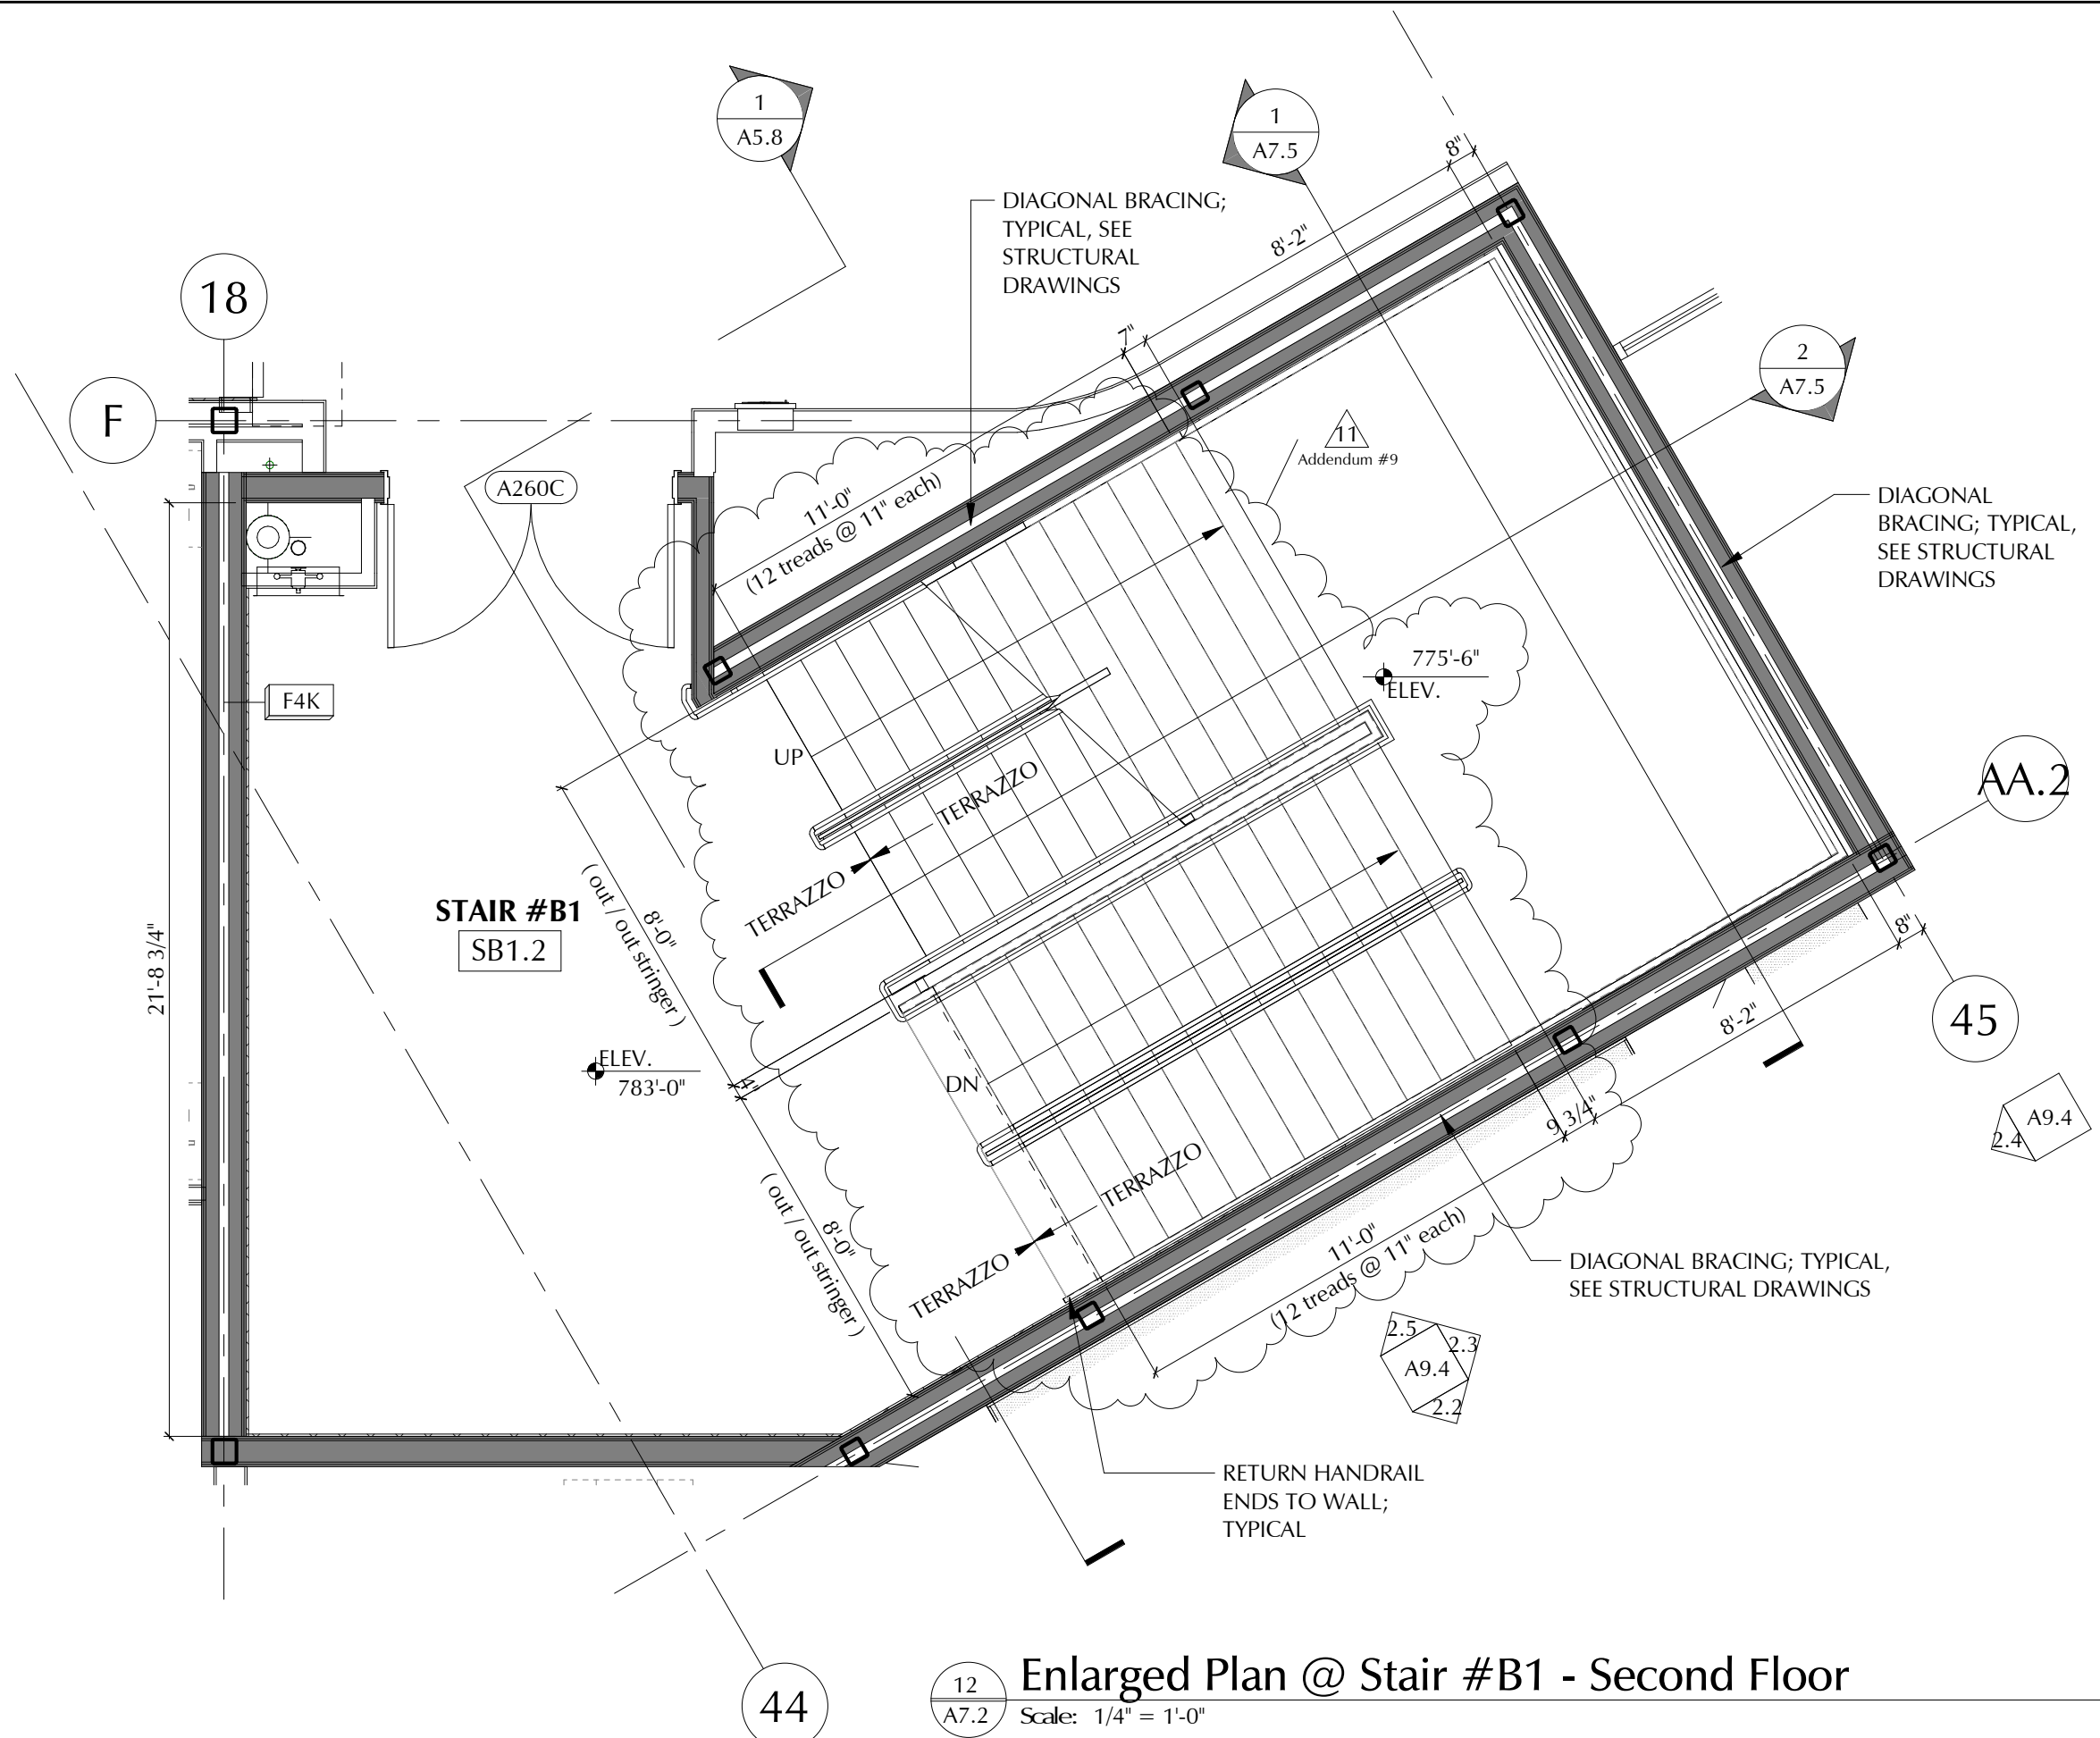 1
A5.8
1
A7.5
8"
8'-2"
DIAGONAL BRACING;
TYPICAL, SEE
STRUCTURAL
DRAWINGS
18
7"
2
A7.5
F
11
Addendum #9
A260C
11'-0"
(12 treads @ 11" each)
DIAGONAL
BRACING; TYPICAL,
SEE STRUCTURAL
DRAWINGS
775'-6"
ELEV.
F4K
UP
TERRAZZO
AA.2
TERRAZZO
STAIR #B1
SB1.2
8'-0"
( out / out stringer )
21'-8 3/4"
8"
45
8'-2"
ELEV.
783'-0"
4"
DN
9 3/4"
A9.4
2.4
TERRAZZO
8'-0"
( out / out stringer )
TERRAZZO
11'-0"
(12 treads @ 11" each)
DIAGONAL BRACING; TYPICAL,
SEE STRUCTURAL DRAWINGS
2.5
2.3
A9.4
2.2
RETURN HANDRAIL
ENDS TO WALL;
TYPICAL
44
12
A7.2
Enlarged Plan @ Stair #B1 - Second Floor
Scale: 1/4" = 1'-0"